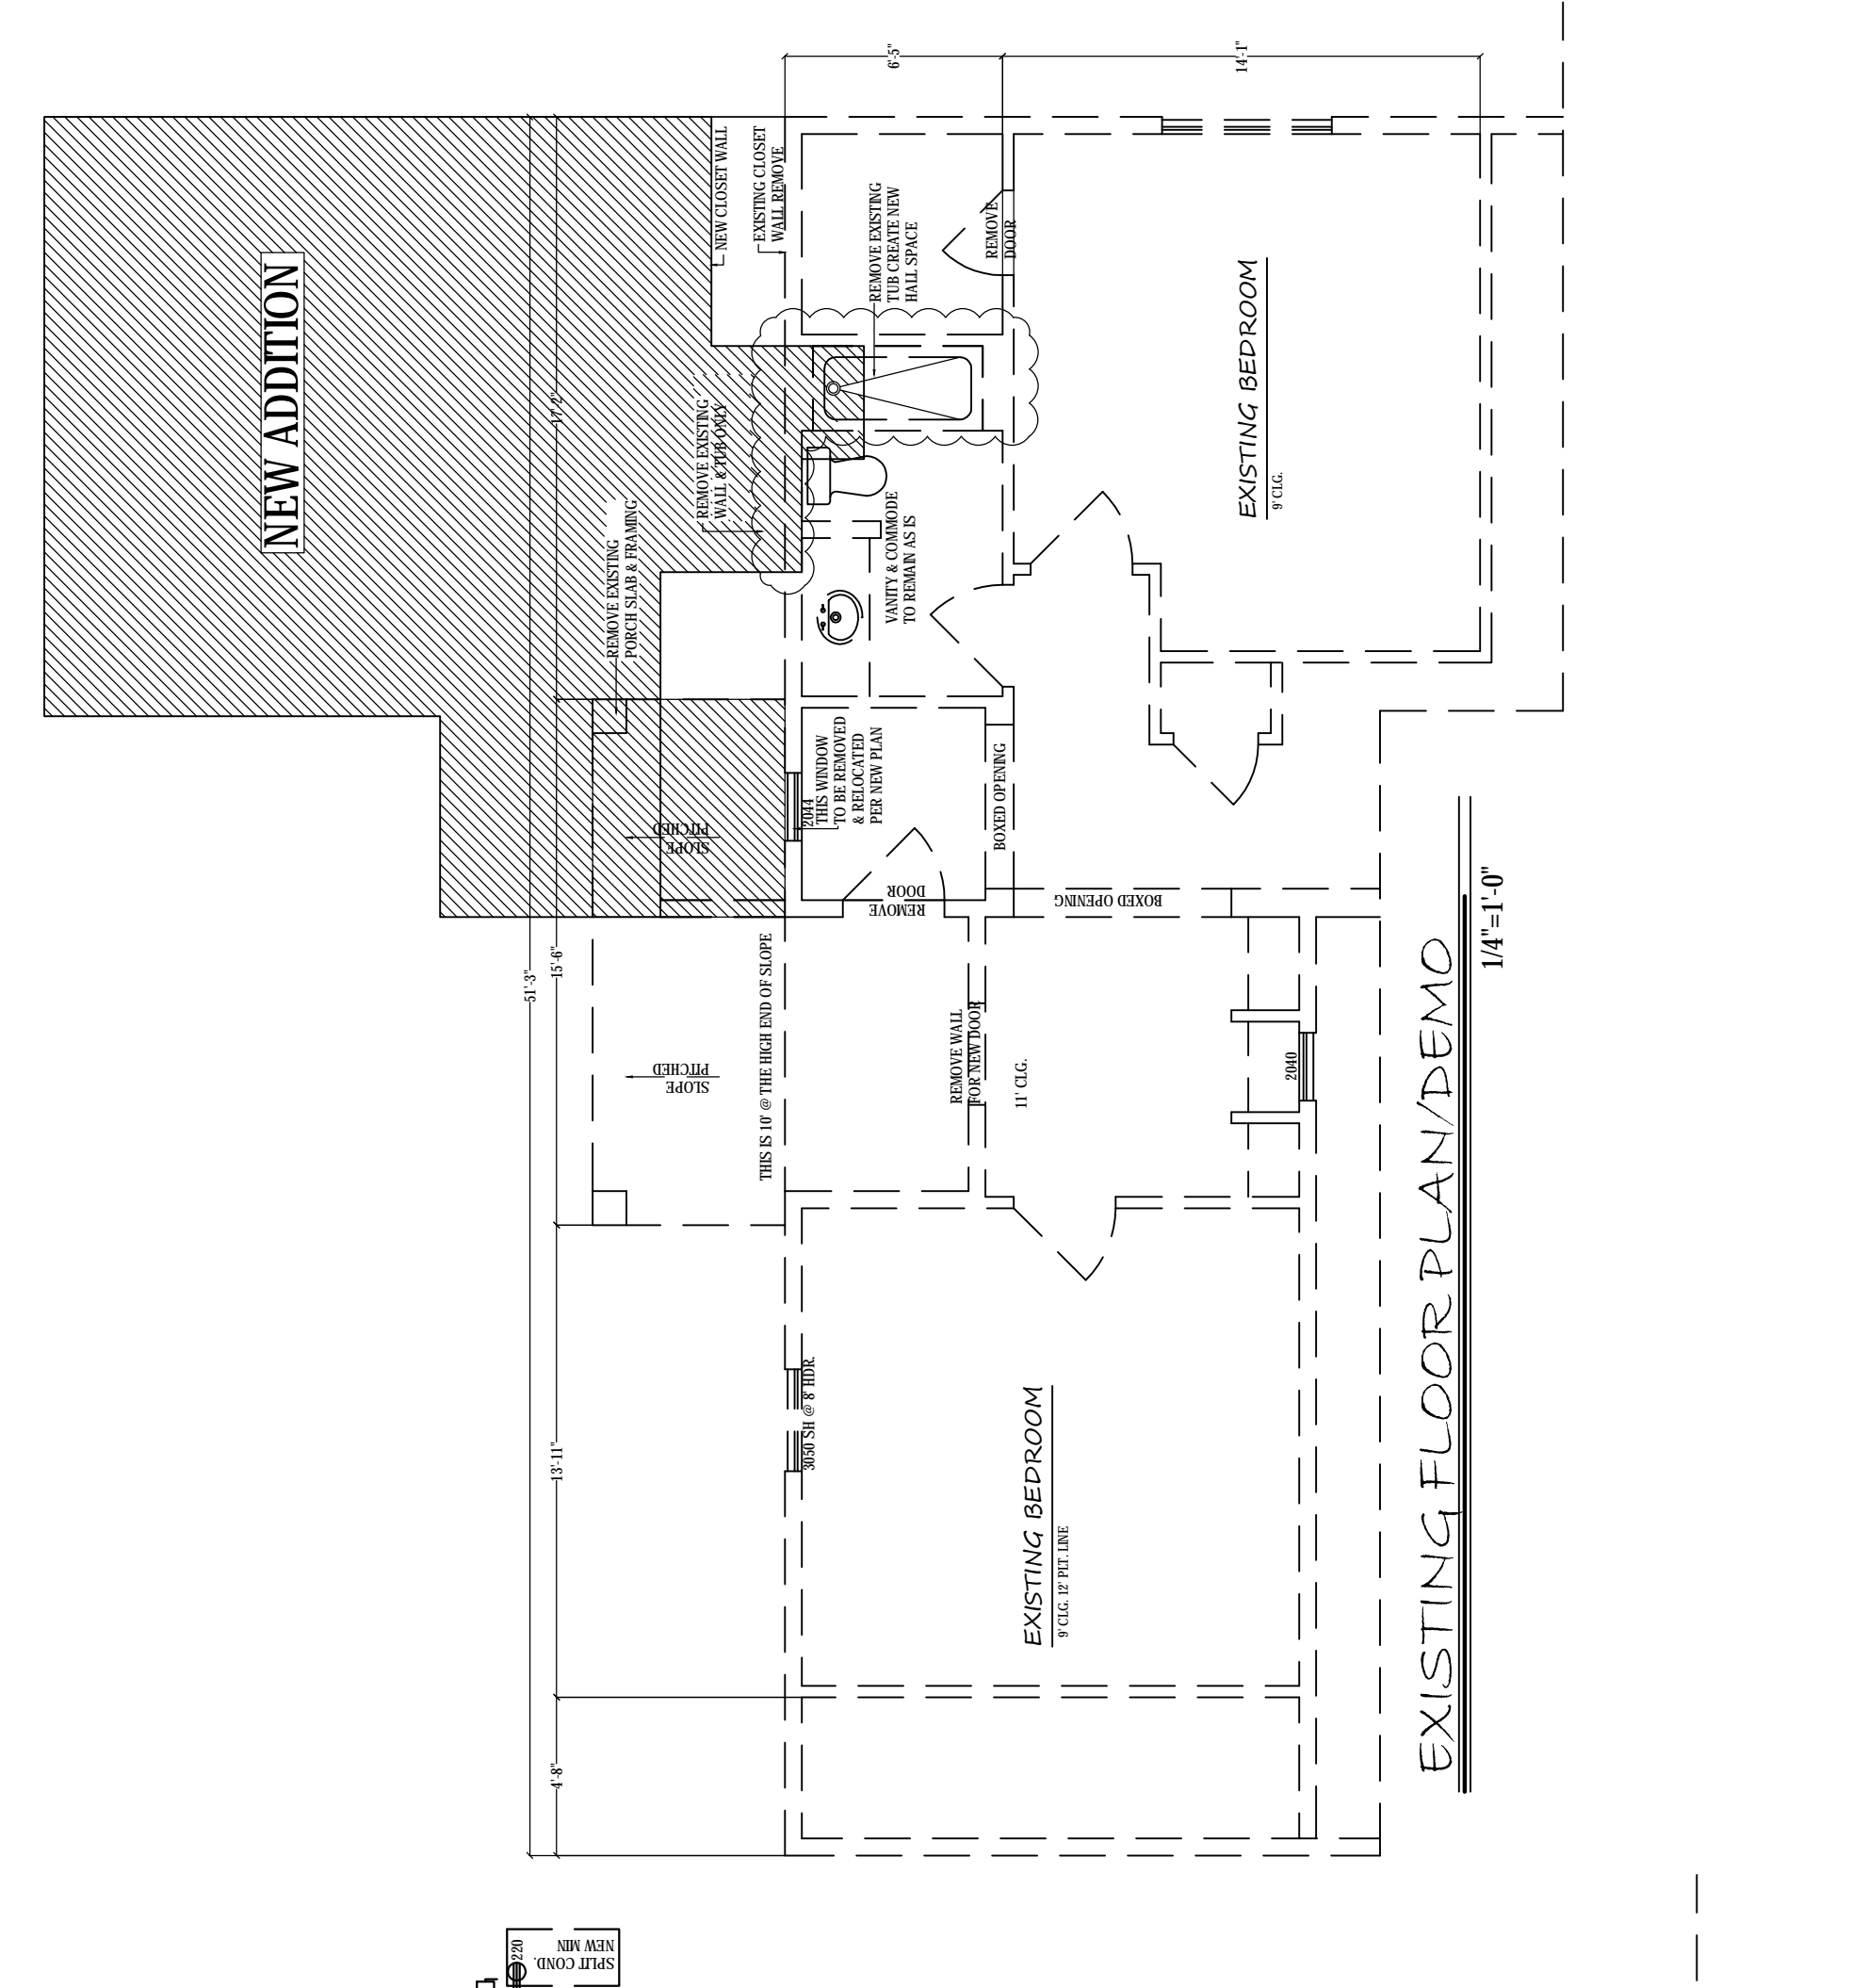 6'-5"
14'-1"
NEW ADDITION
NEW CLOSET WALL
EXISTING CLOSET
WALL REMOVE
REMOVE EXISTING
TUB CREATE NEW
HALL SPACE
REMOVE
DOOR
EXISTING BEDROOM
9' CLG.
17'-2"
REMOVE EXISTING
WALL & TUB ONLY
REMOVE EXISTING
PORCH SLAB & FRAMING
VANITY & COMMODE
TO REMAIN AS IS
2044
THIS WINDOW
TO BE REMOVED
& RELOCATED
PER NEW PLAN
BOXED OPENING
SLOPE
PITCHED
REMOVE
DOOR
BOXED OPENING
51'-3"
15'-6"
SLOPE
PITCHED
THIS IS 10' @ THE HIGH END OF SLOPE
REMOVE WALL
FOR NEW DOOR
11' CLG.
2040
13'-11"
3050 SH @ 8' HDR.
EXISTING BEDROOM
9' CLG. 12' PLT. LINE
4'-8"
EXISTING FLOOR PLAN/DEMO
1/4"=1'-0"
220
NEW MIN
SPLIT COND.